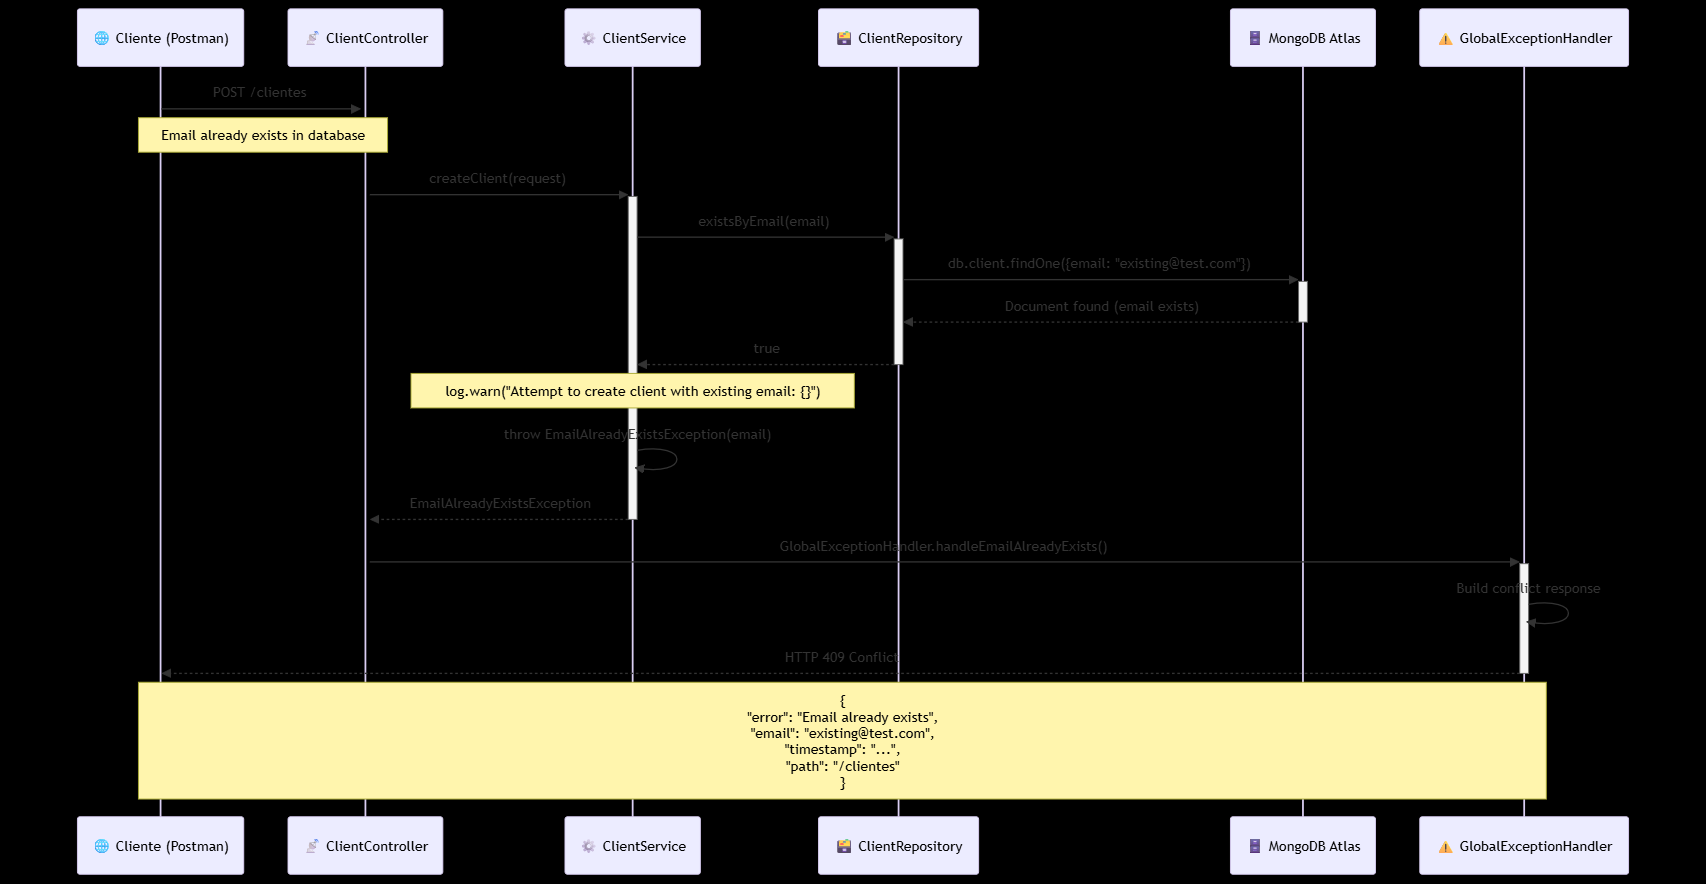 🌐 Cliente (Postman)
📡 ClientController
⚙️ ClientService
🗃️ ClientRepository
🗄️ MongoDB Atlas
⚠️ GlobalExceptionHandler
POST /clientes
Email already exists in database
createClient(request)
existsByEmail(email)
db.client.findOne({email: "existing@test.com"})
Document found (email exists)
true
log.warn("Attempt to create client with existing email: {}")
throw EmailAlreadyExistsException(email)
EmailAlreadyExistsException
GlobalExceptionHandler.handleEmailAlreadyExists()
Build conflict response
HTTP 409 Conflict
{
"error": "Email already exists",
"email": "existing@test.com",
"timestamp": "...",
"path": "/clientes"
}
🌐 Cliente (Postman)
📡 ClientController
⚙️ ClientService
🗃️ ClientRepository
🗄️ MongoDB Atlas
⚠️ GlobalExceptionHandler